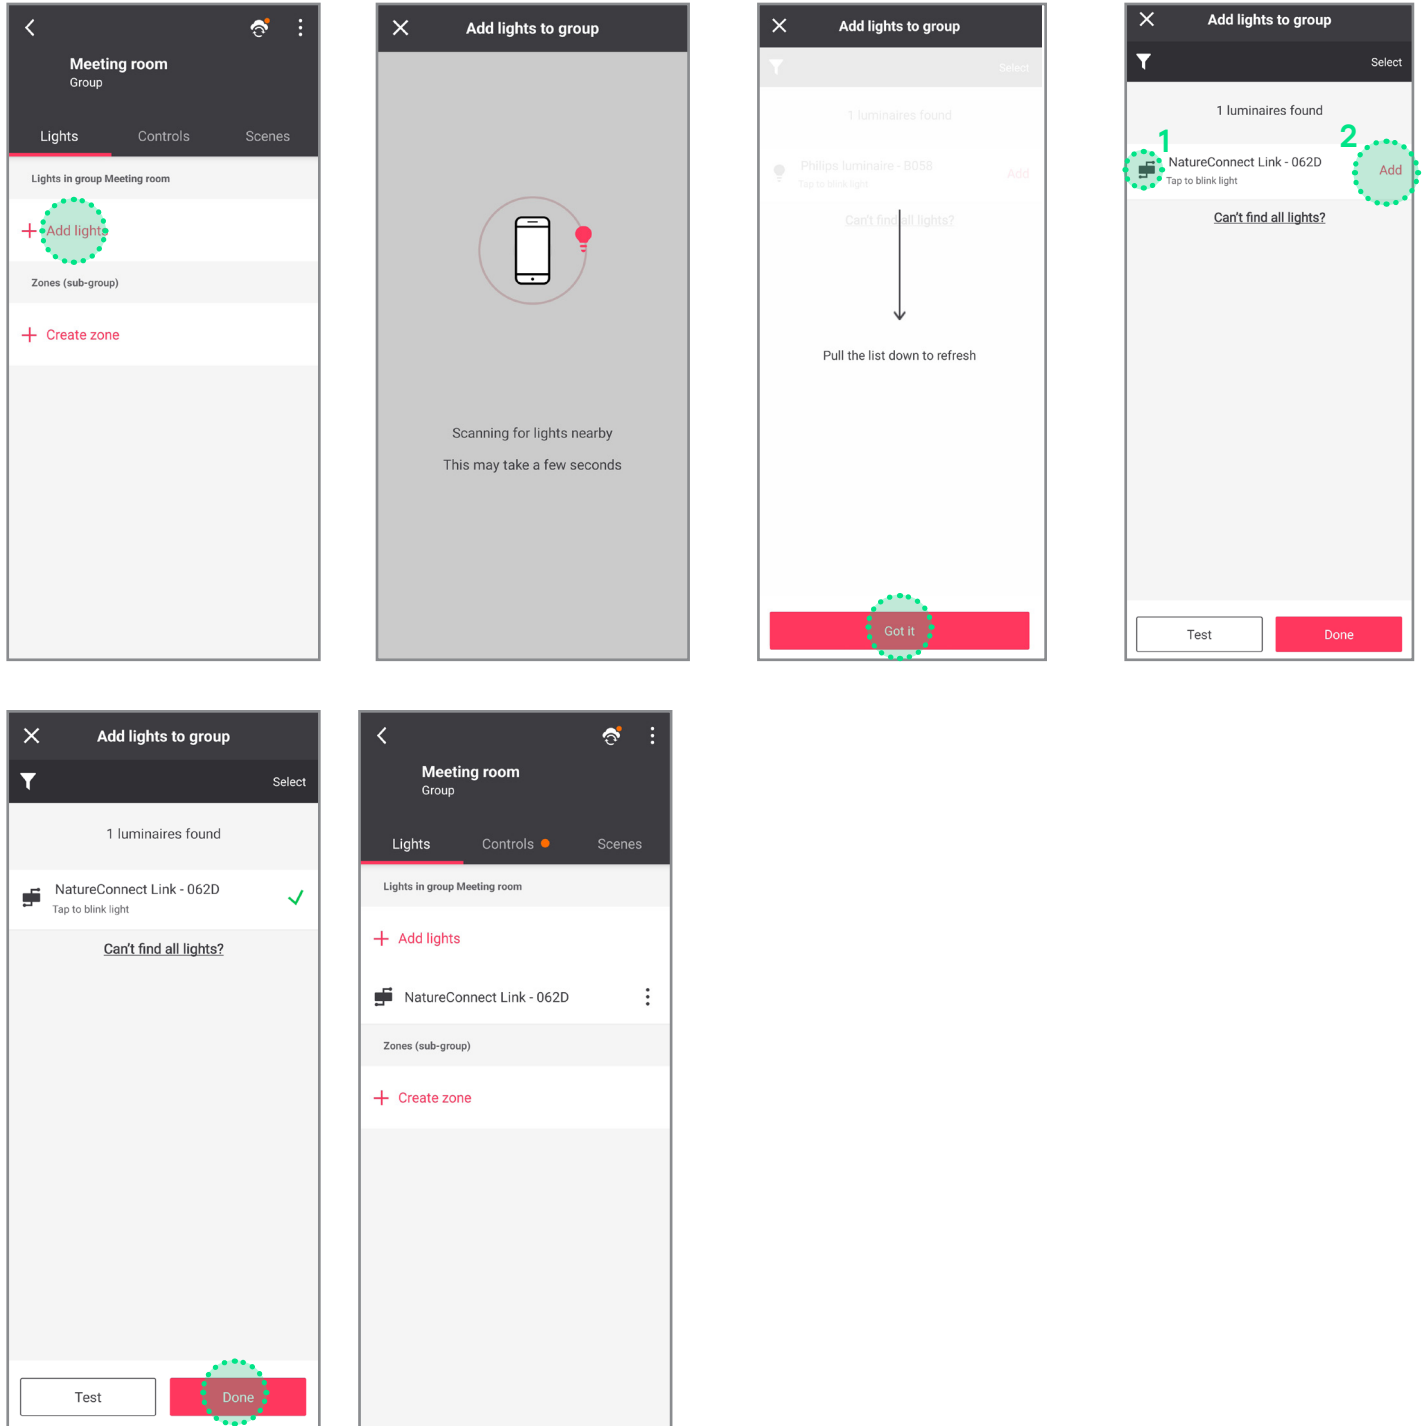 Meeting room
Group
Lights Controls Scenes
Lights in group Meeting room
+ Add lights
Zones (sub-group)
+ Create zone
Add lights to group
Scanning for lights nearby
This may take a few seconds
Add lights to group
Select
1 luminaires found
Philips luminaire - B058
Tap to blink light
Add
Can't find all lights?
Pull the list down to refresh
Got it
Add lights to group
Select
1 luminaires found
1
2
NatureConnect Link - 062D
Tap to blink light
Add
Can't find all lights?
Test Done
Add lights to group
Select
1 luminaires found
NatureConnect Link - 062D
Tap to blink light
Can't find all lights?
Test Done
Meeting room
Group
Lights Controls Scenes
Lights in group Meeting room
+ Add lights
NatureConnect Link - 062D
Zones (sub-group)
+ Create zone